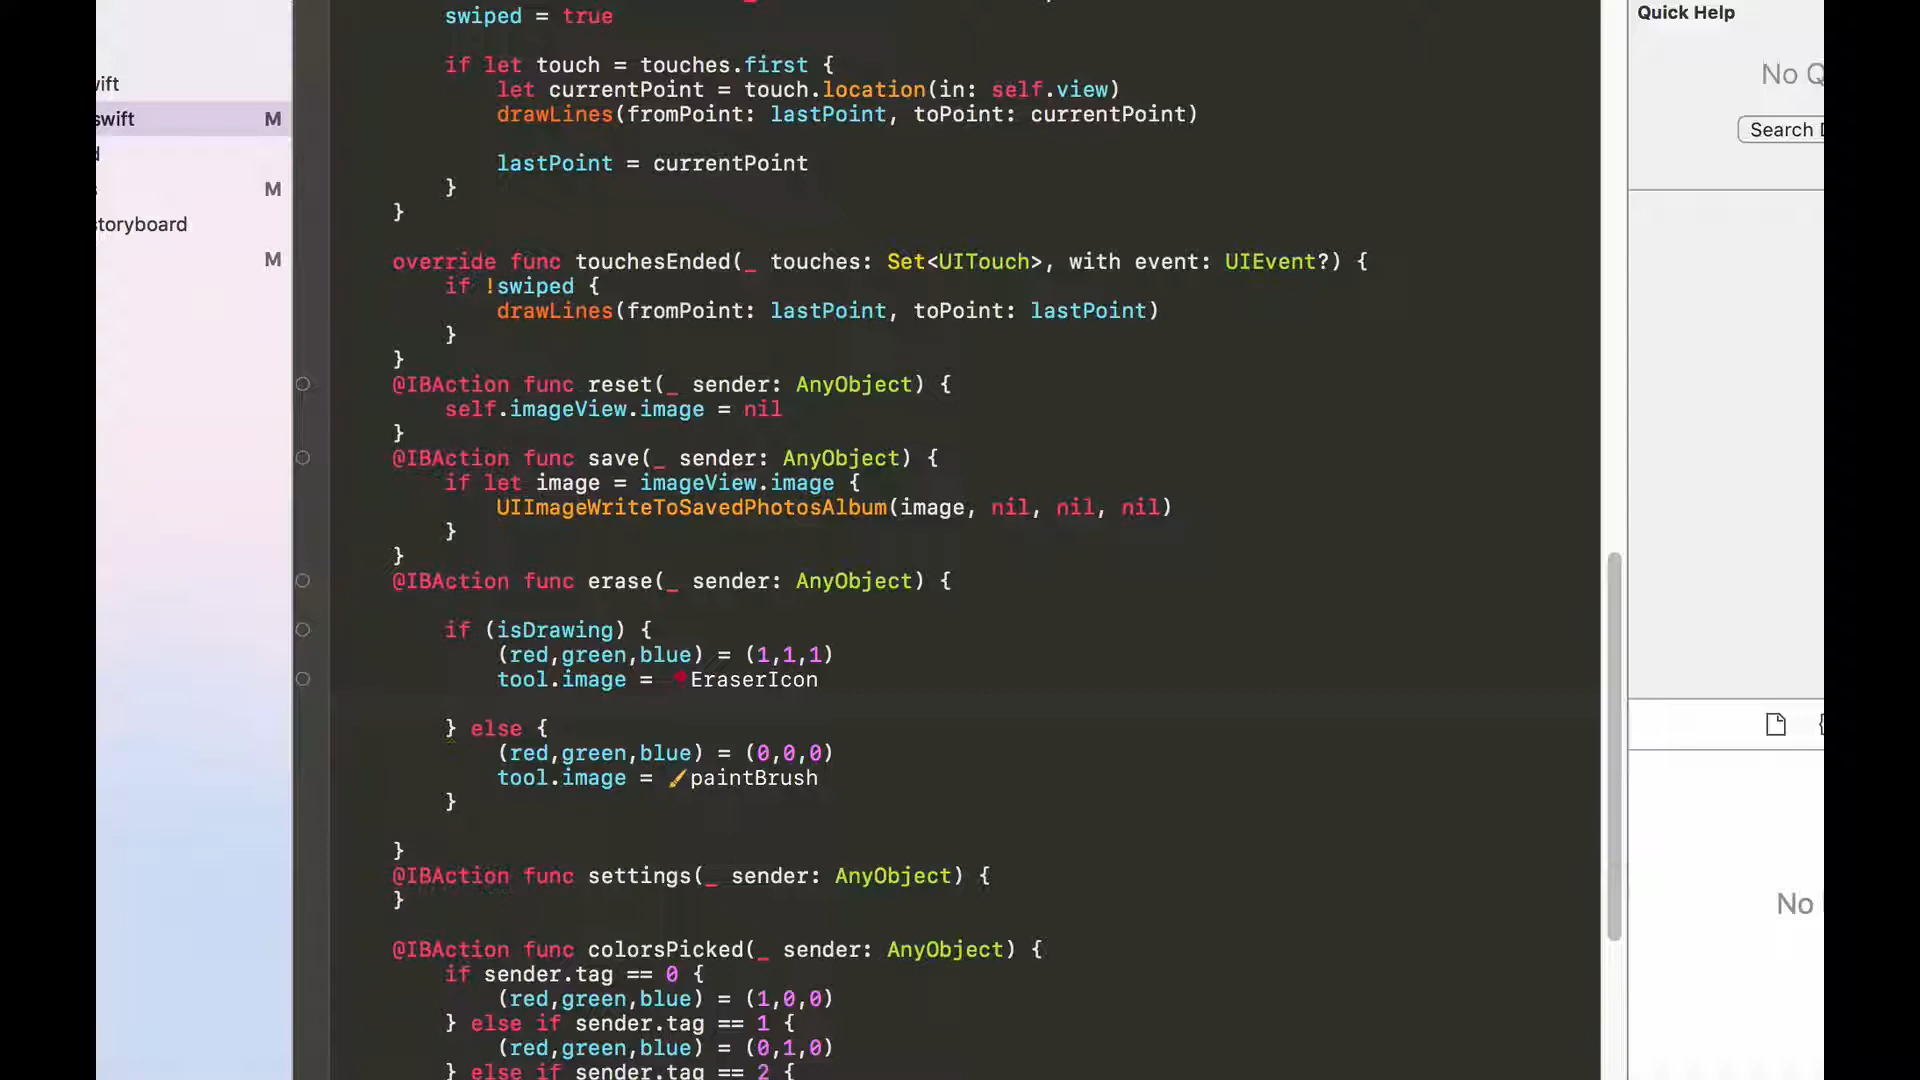 Quick Help
swiped = true
No Q
ift
if let touch = touches.first {
swift M
let currentPoint = touch.location(in: self.view)
drawLines(fromPoint: lastPoint, toPoint: currentPoint)
Search
lastPoint = currentPoint
}
M
}
storyboard
M
override func touchesEnded(_ touches: Set<UITouch>, with event: UIEvent?) {
if !swiped {
drawLines(fromPoint: lastPoint, toPoint: lastPoint)
}
}
@IBAction func reset(_ sender: AnyObject) {
self.imageView.image = nil
}
@IBAction func save(_ sender: AnyObject) {
if let image = imageView.image {
UIImageWriteToSavedPhotosAlbum(image, nil, nil, nil)
}
}
@IBAction func erase(_ sender: AnyObject) {
if (isDrawing) {
(red,green,blue) = (1,1,1)
tool.image = EraserIcon
} else {
(red,green,blue) = (0,0,0)
tool.image = paintBrush
}
}
@IBAction func settings(_ sender: AnyObject) {
}
No
@IBAction func colorsPicked(_ sender: AnyObject) {
if sender.tag == 0 {
(red,green,blue) = (1,0,0)
} else if sender.tag == 1 {
(red,green,blue) = (0,1,0)
} else if sender.tag == 2 {